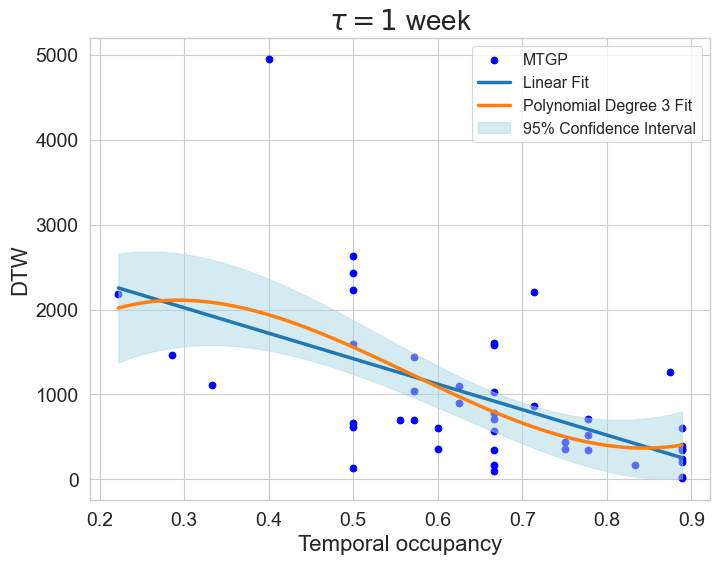 τ = 1 week
5000
4000
3000
2000
1000
0
DTW
MTGP
Linear Fit
Polynomial Degree 3 Fit
95% Confidence Interval
0.2 0.3 0.4 0.5 0.6 0.7 0.8 0.9
Temporal occupancy